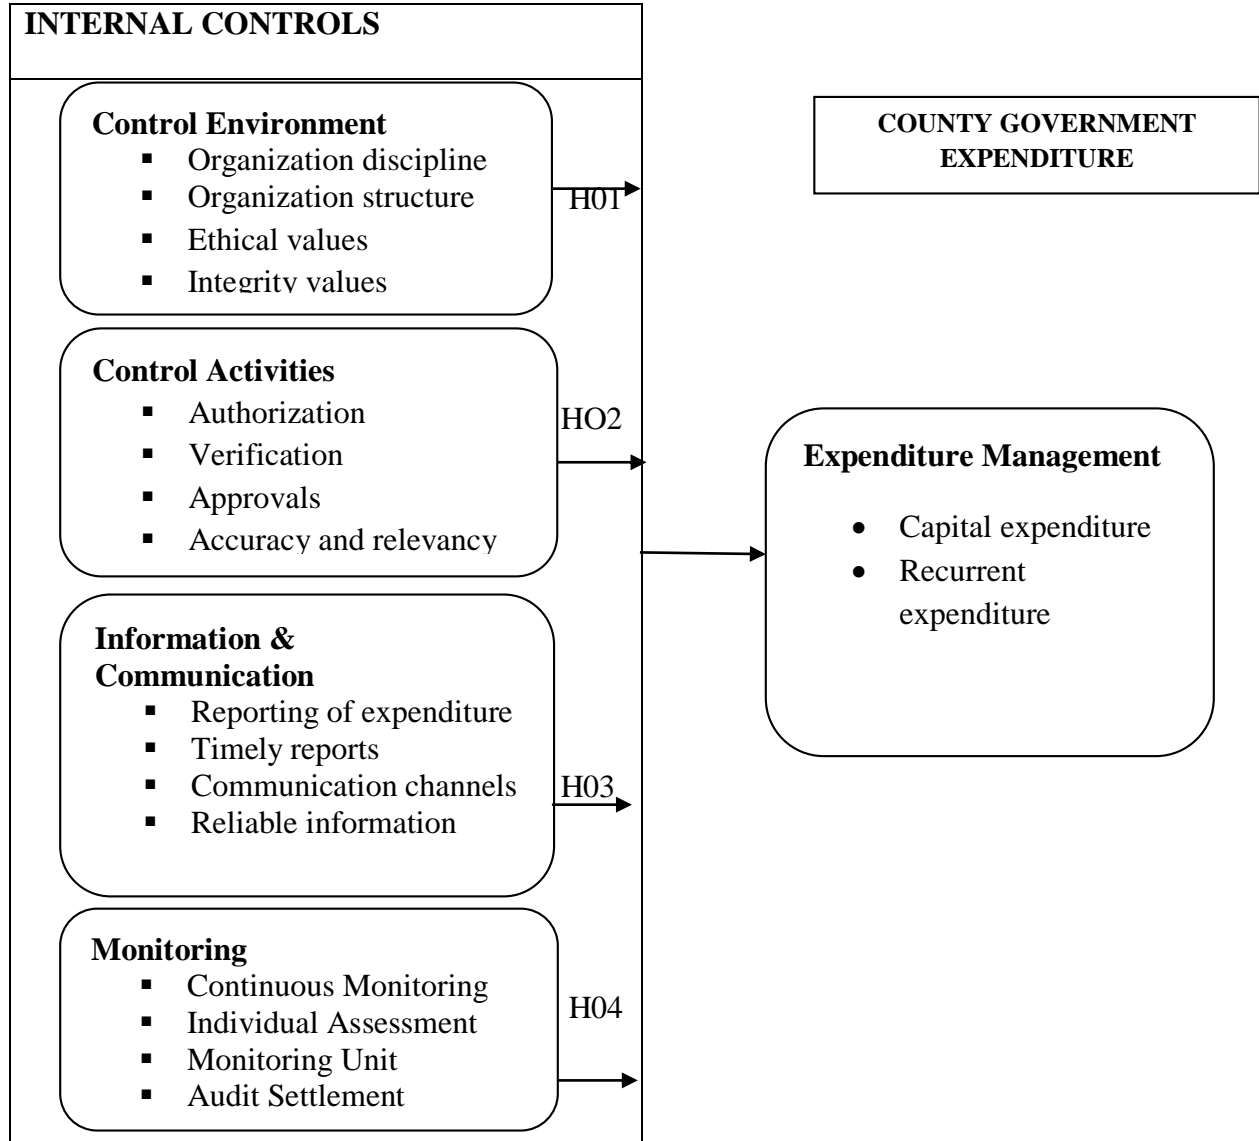 INTERNAL CONTROLS
Control Environment
▪ Organization discipline
▪ Organization structure
▪ Ethical values
▪ Integrity values
H01
COUNTY GOVERNMENT
EXPENDITURE
Control Activities
▪ Authorization
▪ Verification
▪ Approvals
▪ Accuracy and relevancy
HO2
Expenditure Management
• Capital expenditure
• Recurrent
expenditure
Information &
Communication
▪ Reporting of expenditure
▪ Timely reports
▪ Communication channels
▪ Reliable information
H03
Monitoring
▪ Continuous Monitoring
▪ Individual Assessment
▪ Monitoring Unit
▪ Audit Settlement
H04